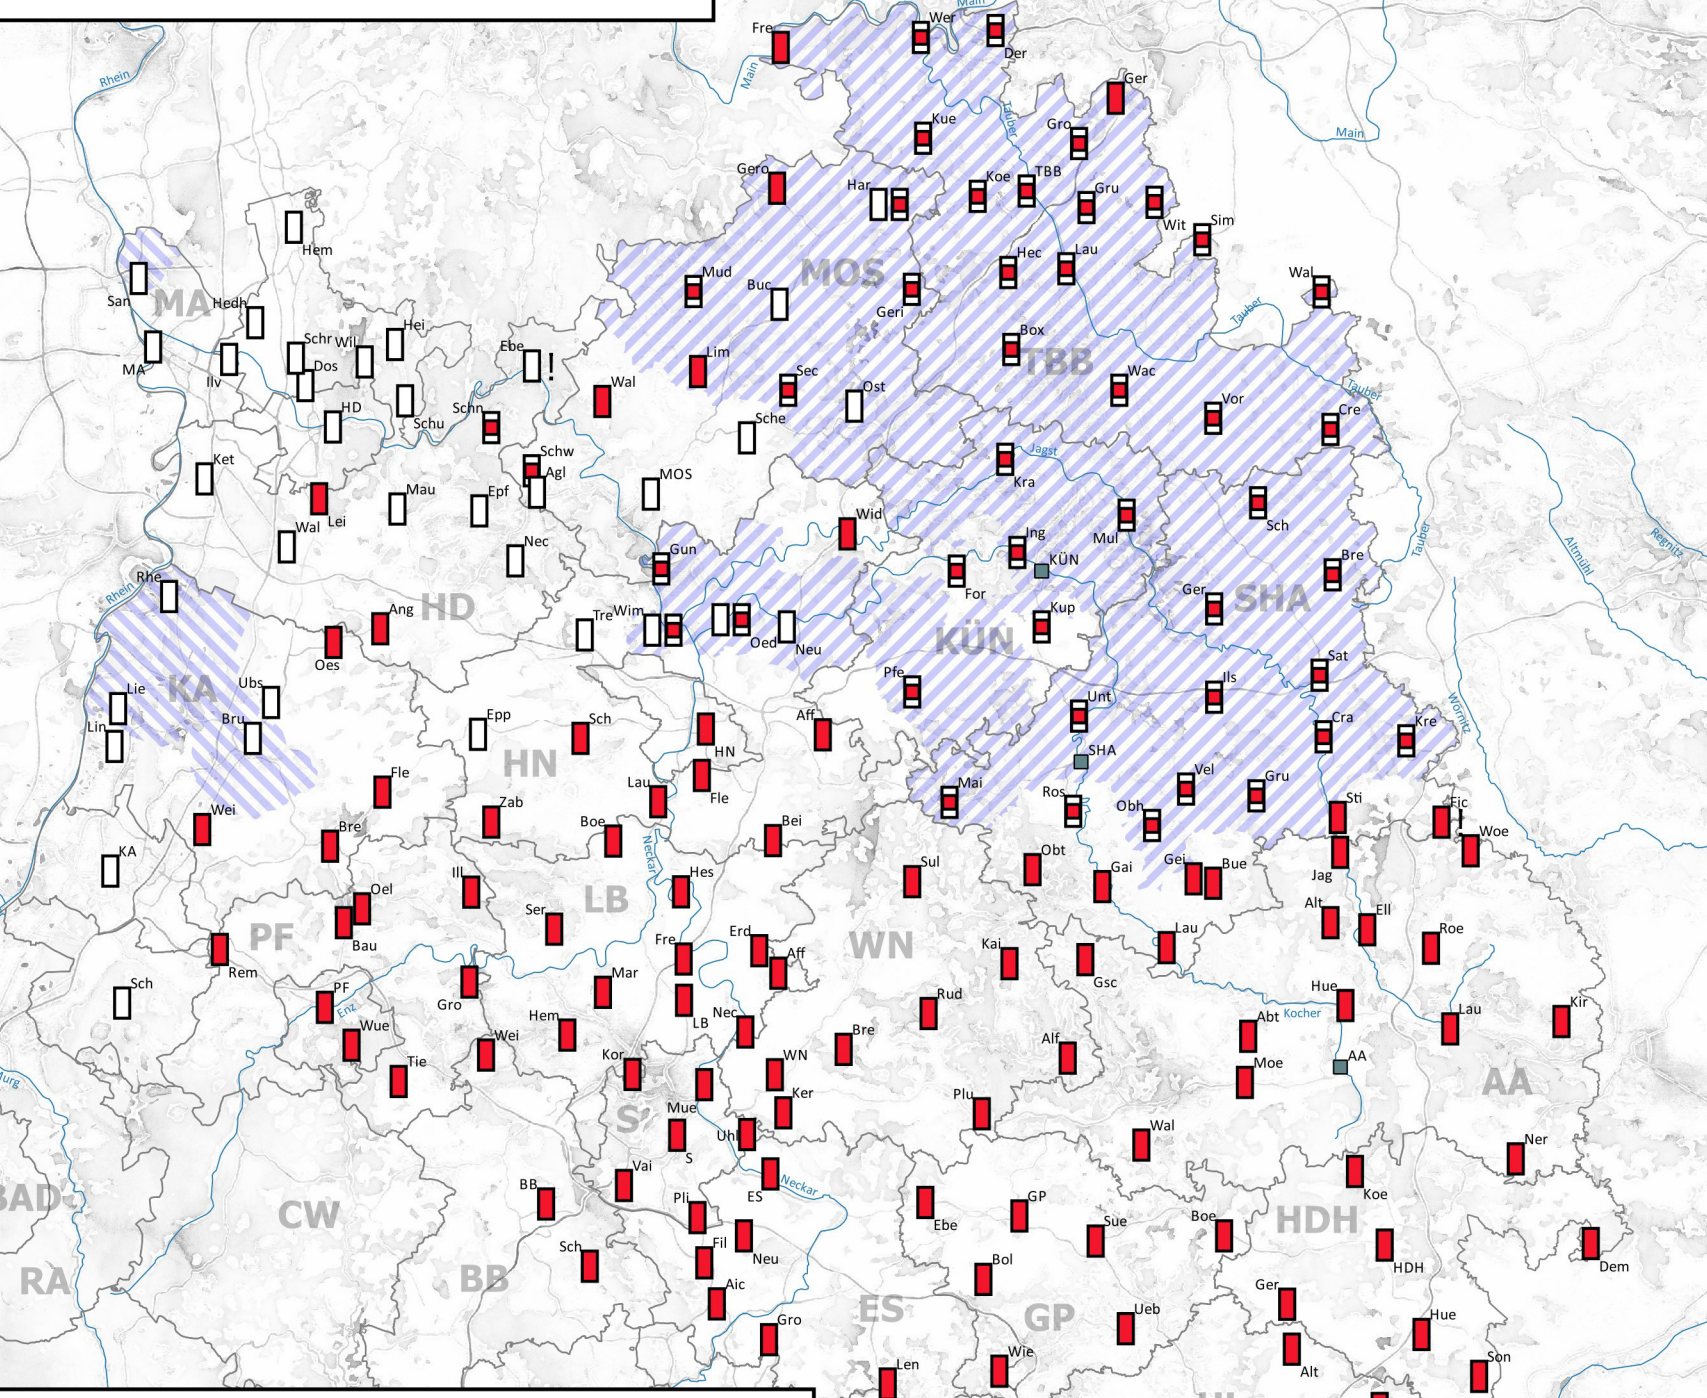 Main
Wer
Fre
Der
Rhein
Main
Ger
Tauber
Kue
Gro
Main
Gero
Har
Koe
TBB
Gru
Wit
Sim
Hem
Hec
Lau
MOS
Mud
Buc
Geri
Wal
San
MA
Hedh
Tauber
Hei
Schr
Wil
Box
MA
Ilv
Dos
Ebe
!
Lim
TBB
Wal
Sec
Ost
Wac
Tauber
HD
Schu
Schn
Sche
Vor
Cre
Ket
Schw
Agl
MOS
Jagst
Kra
Mau
Epf
Wid
Lei
Wal
Sch
Mul
Nec
Gun
Ing
KÜN
Tauber
Altmühl
Regnitz
Bre
Rhe
Rhein
HD
For
Ger
SHA
Ang
Tre
Wim
Kup
Oes
Oed
Neu
KÜN
KA
Lie
Ubs
Pfe
Sat
Ils
Unt
Wörnitz
Lin
Bru
Epp
Sch
Aff
Cra
Kre
HN
HN
SHA
Fle
Lau
Fle
Mai
Vel
Gru
Wei
Zab
Boe
Bei
Ros
Obh
Sti
Fic
!
Bre
Woe
KA
Neckar
Sul
Obt
Gai
Gei
Bue
Jag
Oel
Ill
LB
Hes
Alt
Ell
Bau
Ser
PF
Rem
Fre
Erd
Aff
WN
Kai
Lau
Roe
Gsc
Sch
PF
Enz
Gro
Mar
LB
Nec
Rud
Hue
Kocher
Lau
Kir
Wue
Hem
Wei
Bre
Abt
Alf
Tie
Kor
WN
Moe
AA
AA
Murg
Ker
Mue
S
Plu
Uhl
S
Wal
Ner
Vai
BB
ES
Neckar
BAD
CW
Pli
Ebe
GP
Koe
Sue
Boe
HDH
Sch
Fil
Neu
HDH
Dem
RA
BB
Aic
Bol
Ger
ES
GP
Gro
Ueb
Hue
Wie
Len
Alt
Son